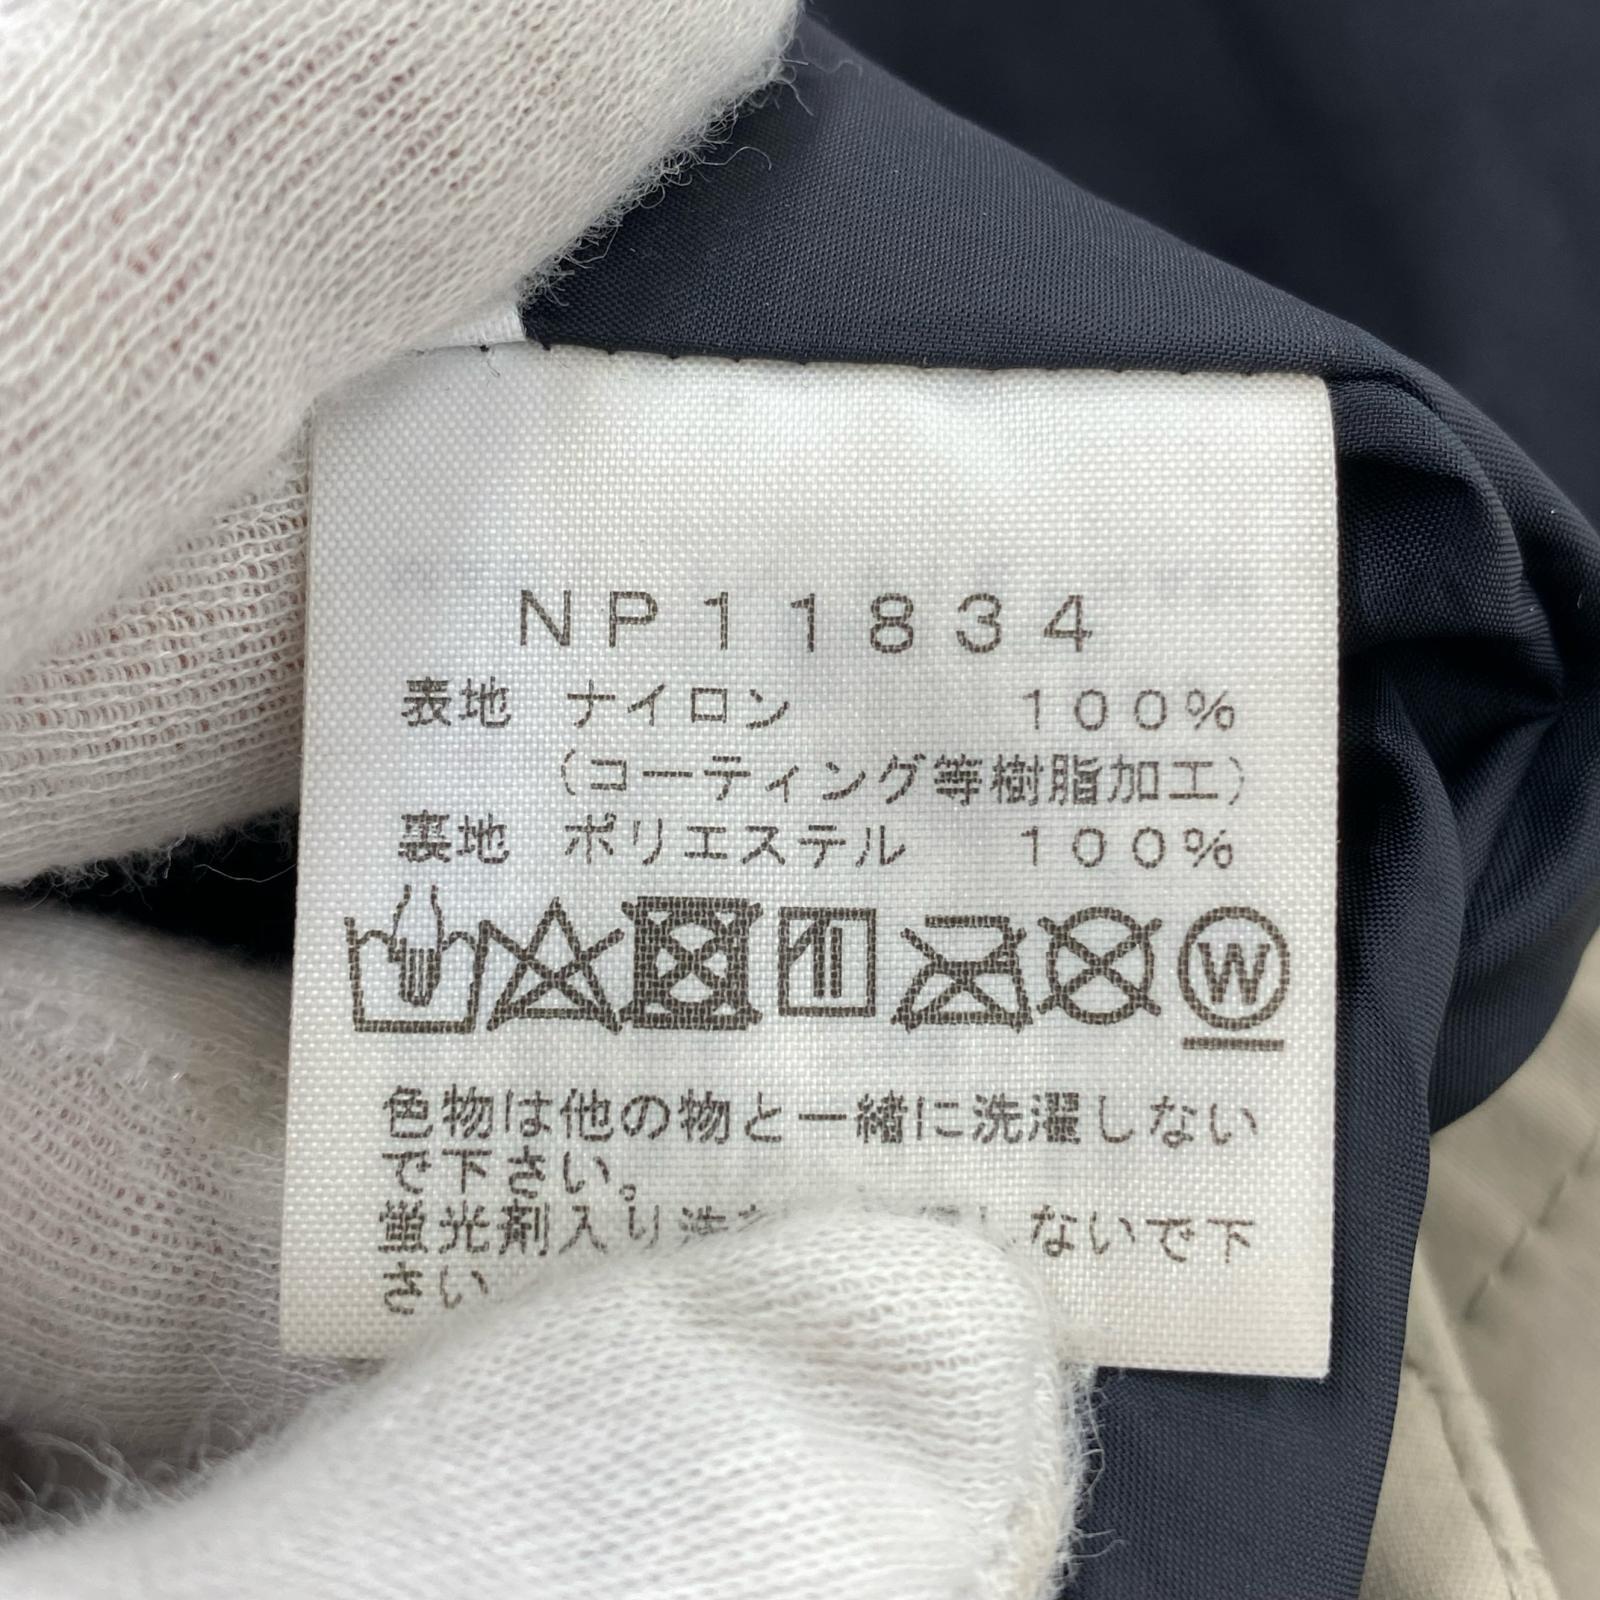 NP11834
表地 ナイロン 100%
(コーティング等樹脂加工)
裏地 ポリエステル 100%
W
色物は他の物と一緒に洗濯しない
で下さい。
蛍光剤入り洗 しないで下
さい